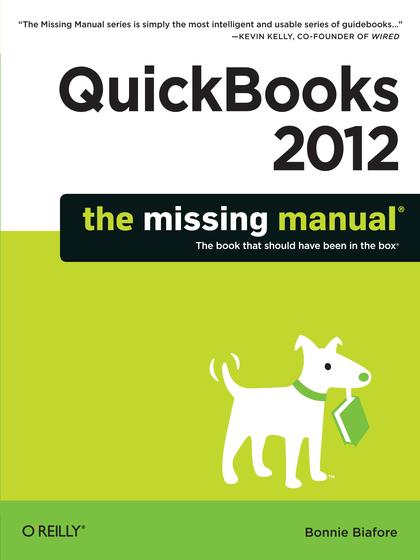 “The Missing Manual series is simply the most intelligent and usable series of guidebooks...”
—KEVIN KELLY, CO-FOUNDER OF WIRED
QuickBooks
2012
the missing manual®
The book that should have been in the box®
™
O'REILLY®
Bonnie Biafore